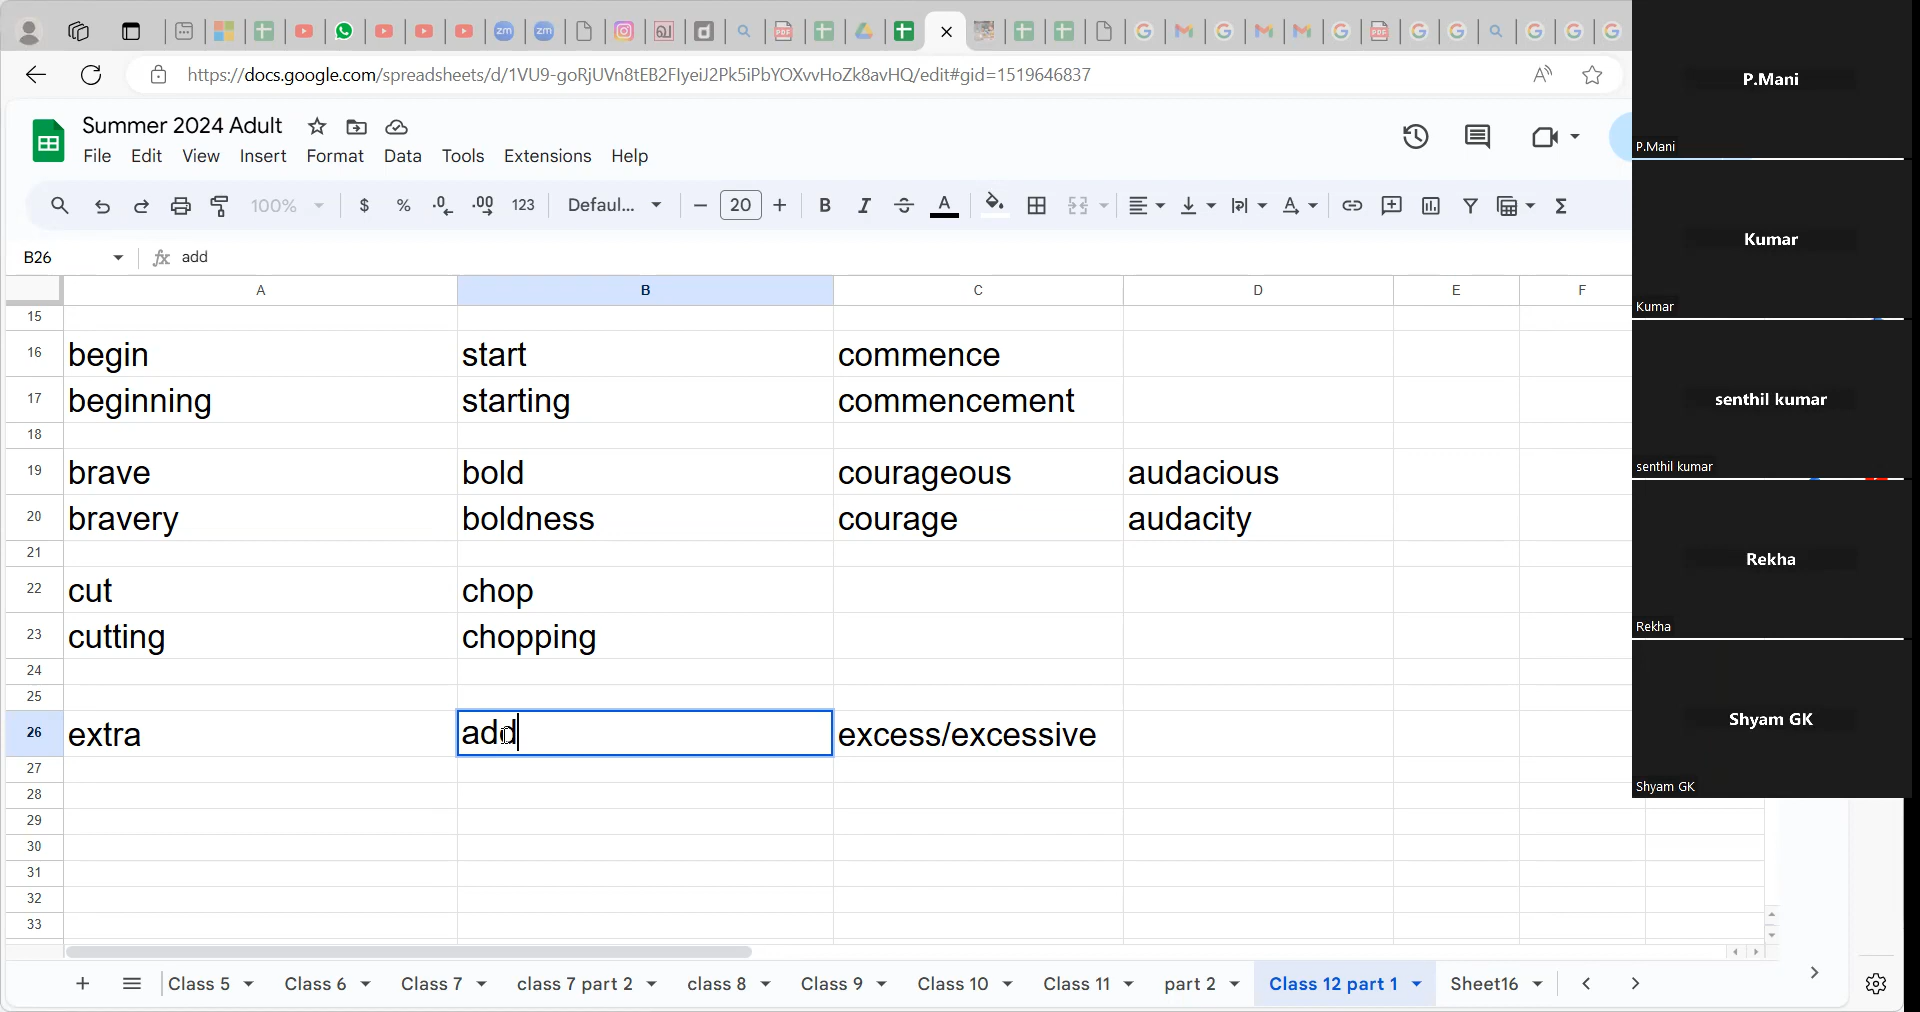 https://docs.google.com/spreadsheets/d/1VU9-goRjUVn8tEB2FIyeiJ2Pk5iPbYOXvvHoZk8avHQ/edit#gid=1519646837
Summer 2024 Adult
File Edit View Insert Format Data Tools Extensions Help
100% $ % .0 .00 123 Defaul... 20 B I A
B26 fx add
A B C D E F
15
16 begin start commence
17 beginning starting commencement
18
19 brave bold courageous audacious
20 bravery boldness courage audacity
21
22 cut chop
23 cutting chopping
24
25
26 extra add excess/excessive
27
28
29
30
31
32
33
Class 5 Class 6 Class 7 class 7 part 2 class 8 Class 9 Class 10 Class 11 part 2 Class 12 part 1 Sheet16
P.Mani
P.Mani
Kumar
Kumar
senthil kumar
senthil kumar
Rekha
Rekha
Shyam GK
Shyam GK